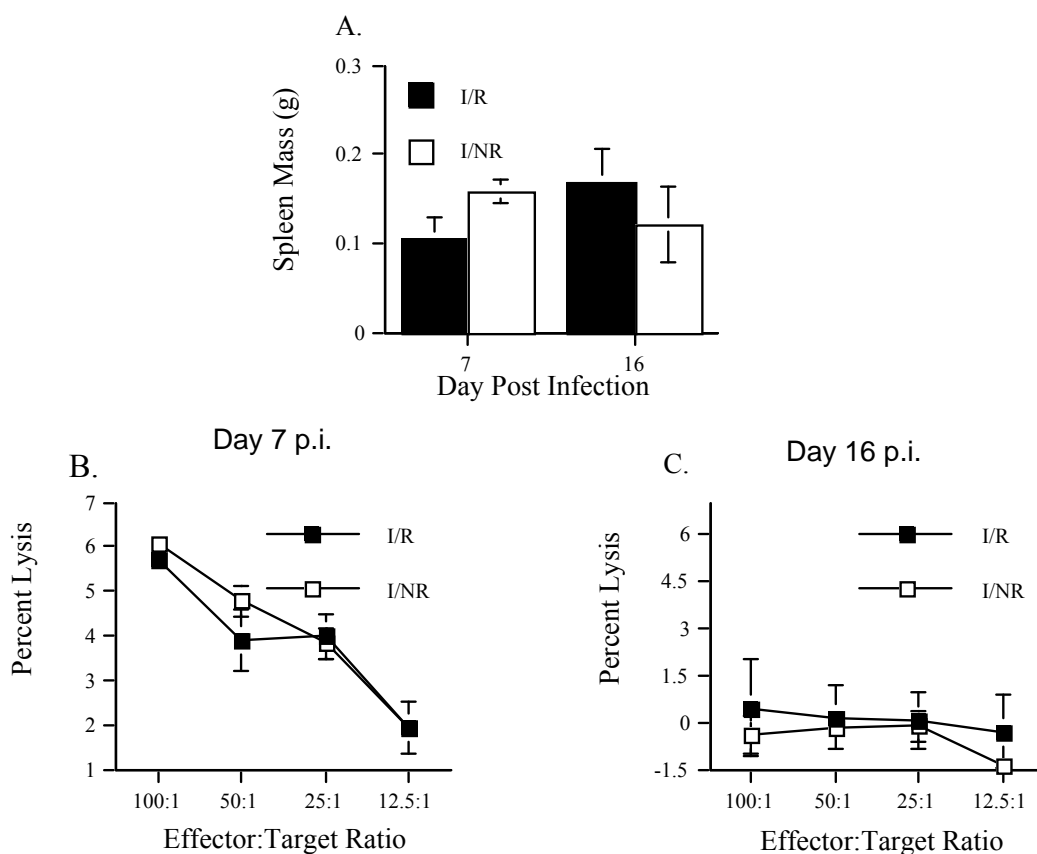 A.
Spleen Mass (g)
0.3
0.2
0.1
0
I/R
I/NR
7
16
Day Post Infection
Day 7 p.i.
B.
Percent Lysis
7
6
5
4
3
2
1
I/R
I/NR
100:1
50:1
25:1
12.5:1
Effector:Target Ratio
Day 16 p.i.
C.
Percent Lysis
6
4.5
3
1.5
0
-1.5
I/R
I/NR
100:1
50:1
25:1
12.5:1
Effector:Target Ratio